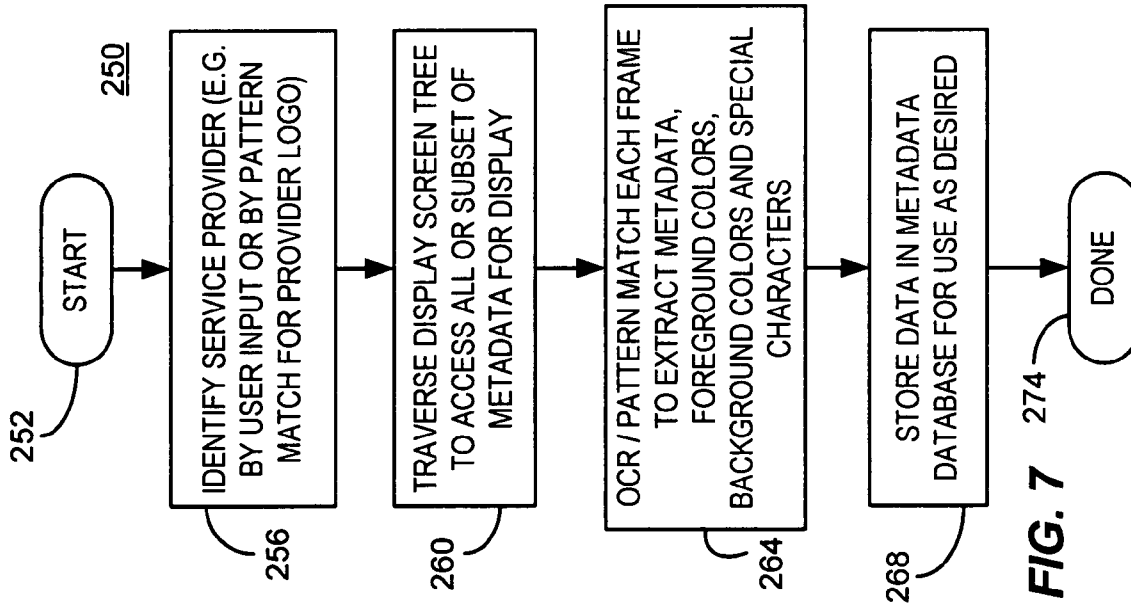 250
252
START
IDENTIFY SERVICE PROVIDER (E.G.
BY USER INPUT OR BY PATTERN
MATCH FOR PROVIDER LOGO)
256
TRAVERSE DISPLAY SCREEN TREE
TO ACCESS ALL OR SUBSET OF
METADATA FOR DISPLAY
260
OCR / PATTERN MATCH EACH FRAME
TO EXTRACT METADATA,
FOREGROUND COLORS,
BACKGROUND COLORS AND SPECIAL
CHARACTERS
264
STORE DATA IN METADATA
DATABASE FOR USE AS DESIRED
268
274
DONE
FIG. 7